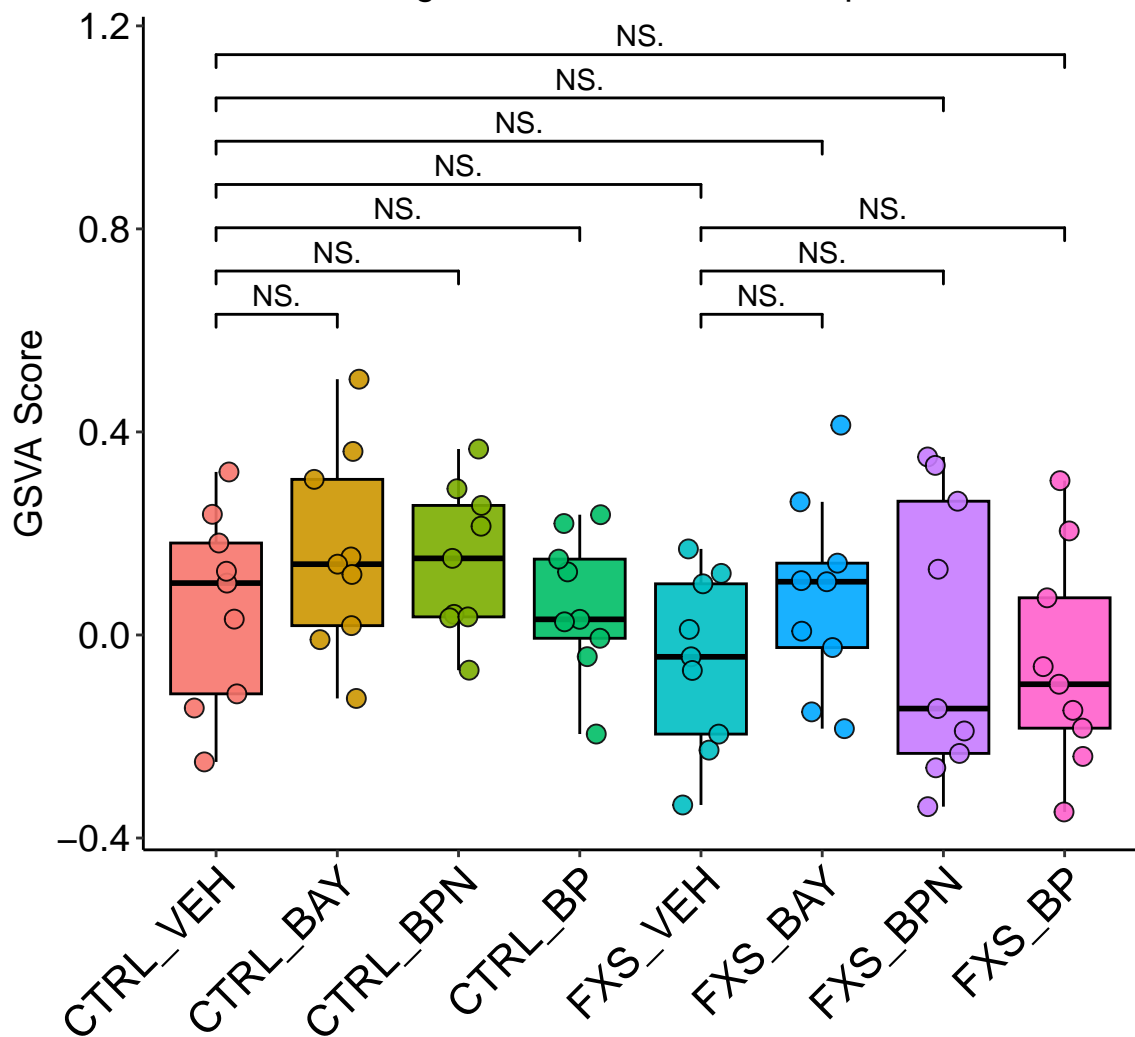 1.2
NS.
NS.
NS.
NS.
NS.
NS.
0.8
NS.
NS.
NS.
NS.
GSVA Score
0.4
0.0
−0.4
CTRL_VEH
CTRL_BAY
CTRL_BPN
CTRL_BP
FXS_VEH
FXS_BAY
FXS_BPN
FXS_BP